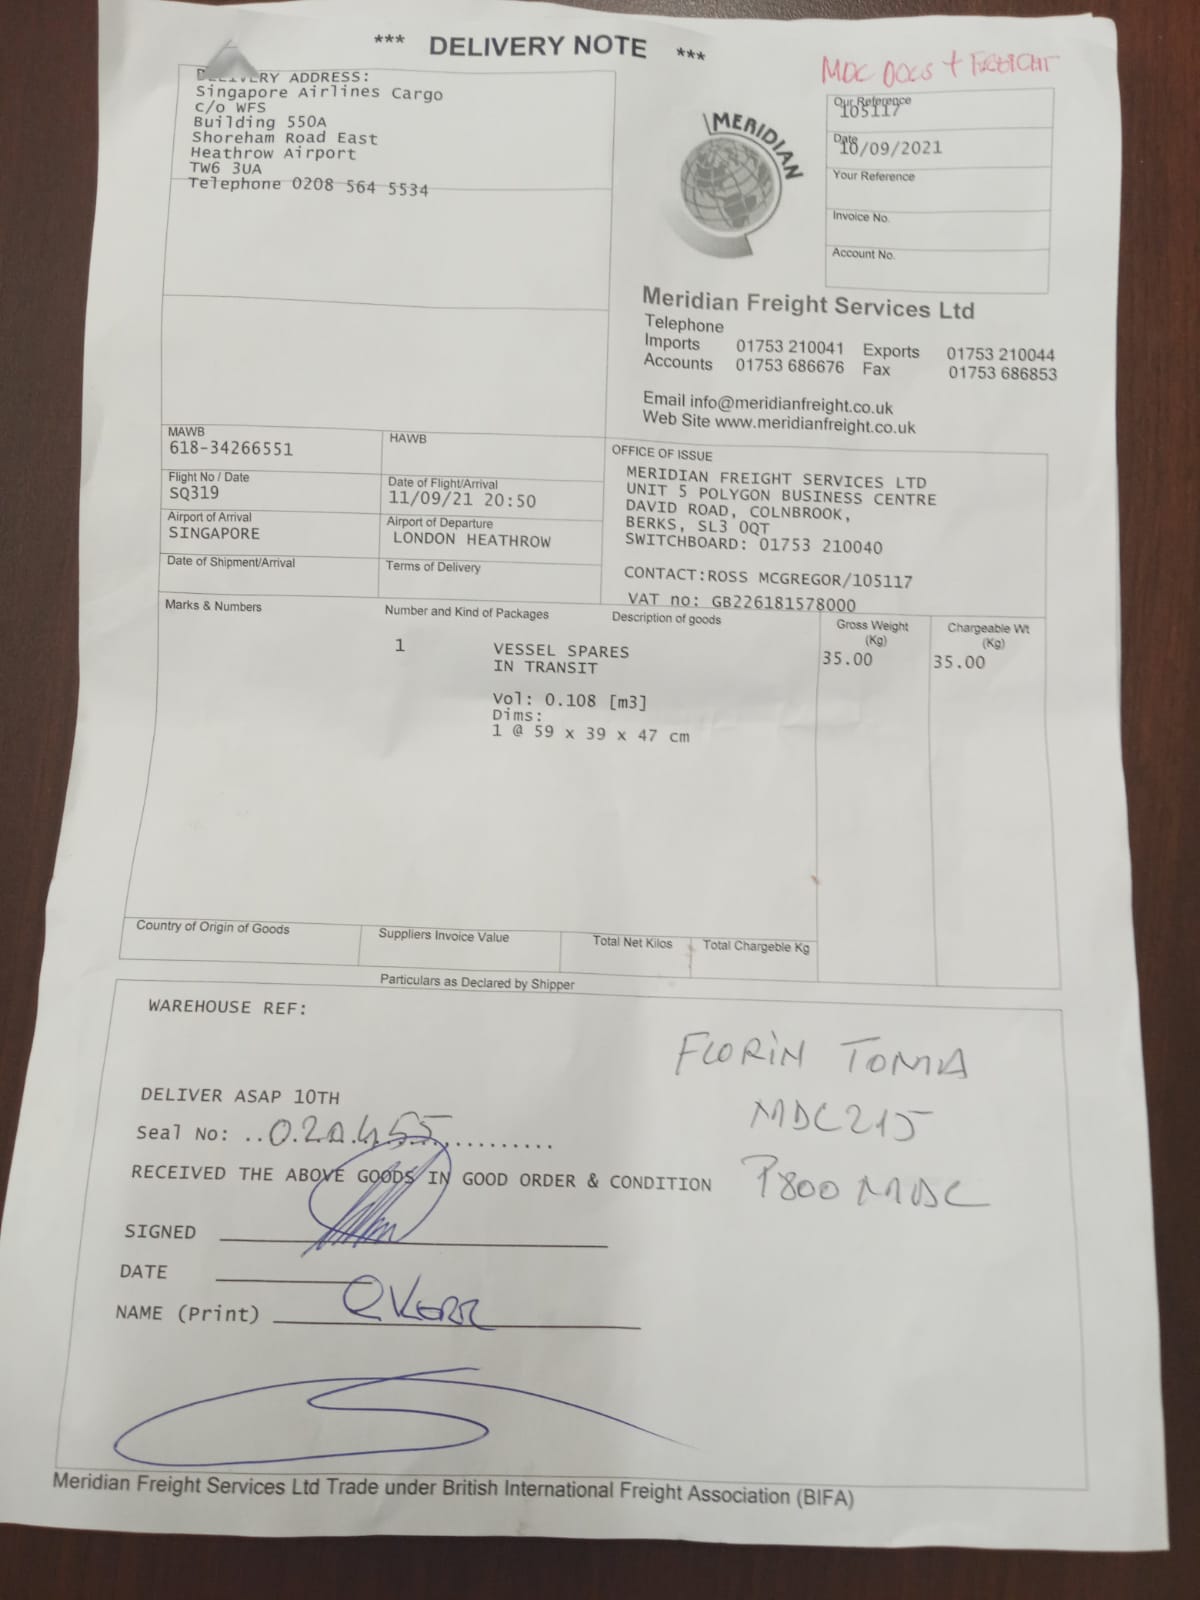 *** DELIVERY NOTE ***
MDC DOCS + FREIGHT
DELIVERY ADDRESS:
Singapore Airlines Cargo
c/o WFS
Building 550A
Shoreham Road East
Heathrow Airport
TW6 3UA
Telephone 0208 564 5534
MERIDIAN
Our Reference
105117
Date
10/09/2021
Your Reference
Invoice No.
Account No.
Meridian Freight Services Ltd
Telephone
Imports 01753 210041 Exports 01753 210044
Accounts 01753 686676 Fax 01753 686853
Email info@meridianfreight.co.uk
Web Site www.meridianfreight.co.uk
MAWB
618-34266551
HAWB
Flight No / Date
SQ319
Date of Flight/Arrival
11/09/21 20:50
Airport of Arrival
SINGAPORE
Airport of Departure
LONDON HEATHROW
Date of Shipment/Arrival
Terms of Delivery
OFFICE OF ISSUE
MERIDIAN FREIGHT SERVICES LTD
UNIT 5 POLYGON BUSINESS CENTRE
DAVID ROAD, COLNBROOK,
BERKS, SL3 0QT
SWITCHBOARD: 01753 210040
CONTACT:ROSS MCGREGOR/105117
VAT no: GB226181578000
Marks & Numbers
Number and Kind of Packages
Description of goods
Gross Weight
(Kg)
Chargeable Wt
(Kg)
1 VESSEL SPARES 35.00 35.00
IN TRANSIT
Vol: 0.108 [m3]
Dims:
1 @ 59 x 39 x 47 cm
Country of Origin of Goods
Suppliers Invoice Value
Total Net Kilos
Total Chargeble Kg
Particulars as Declared by Shipper
WAREHOUSE REF:
FLORIN TOMA
MDC215
P800 MDC
DELIVER ASAP 10TH
Seal No:
RECEIVED THE ABOVE GOODS IN GOOD ORDER & CONDITION
SIGNED
DATE
NAME (Print)
Meridian Freight Services Ltd Trade under British International Freight Association (BIFA)